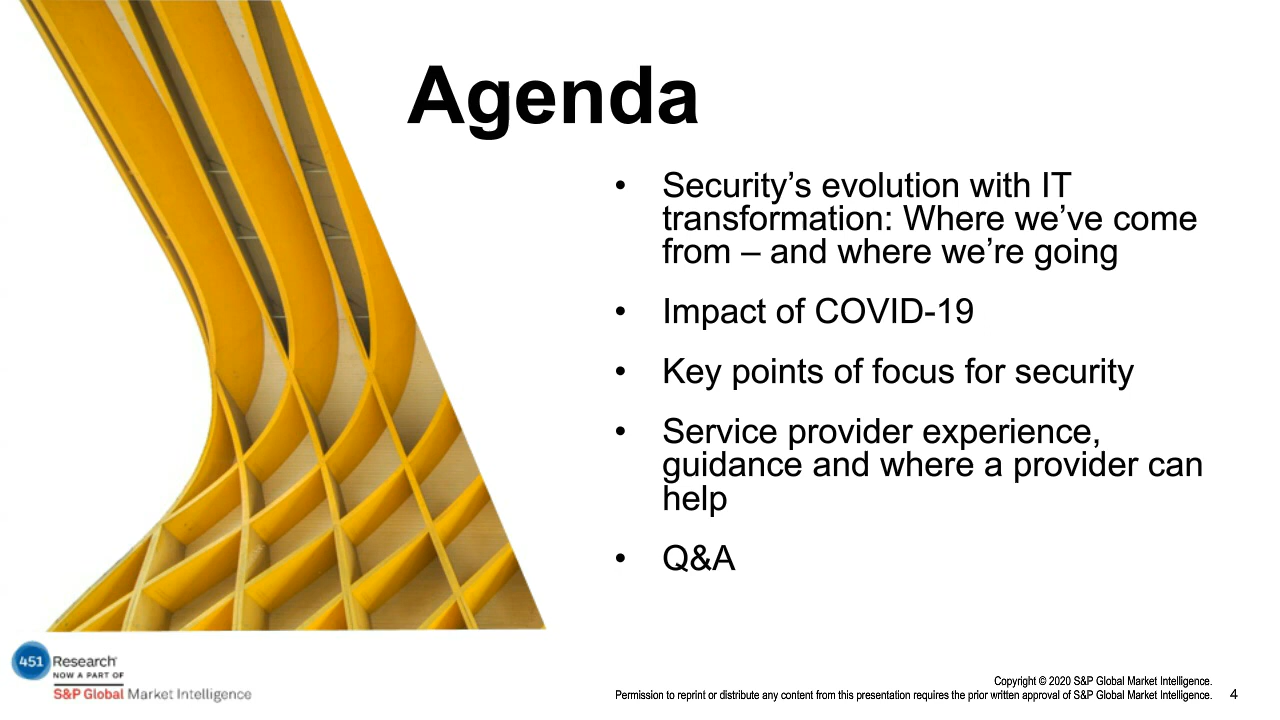 Agenda
• Security’s evolution with IT
transformation: Where we’ve come
from – and where we’re going
• Impact of COVID-19
• Key points of focus for security
• Service provider experience,
guidance and where a provider can
help
• Q&A
451 Research
NOW A PART OF
S&P Global Market Intelligence
Copyright © 2020 S&P Global Market Intelligence.
Permission to reprint or distribute any content from this presentation requires the prior written approval of S&P Global Market Intelligence.
4